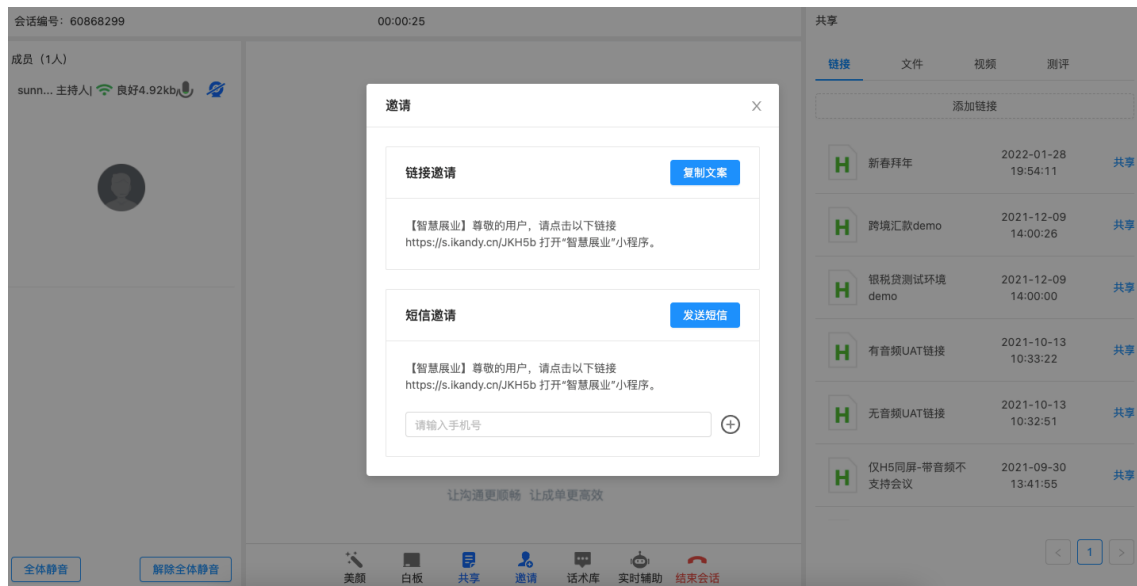 会话编号：60868299
00:00:25
共享
成员（1人）
sunn... 主持人| 良好4.92kb/
链接
文件
视频
测评
添加链接
邀请
链接邀请
复制文案
【智慧展业】尊敬的用户，请点击以下链接
https://s.ikandy.cn/JKH5b 打开“智慧展业”小程序。
短信邀请
发送短信
【智慧展业】尊敬的用户，请点击以下链接
https://s.ikandy.cn/JKH5b 打开“智慧展业”小程序。
请输入手机号
让沟通更顺畅 让成单更高效
H
新春拜年
2022-01-28
19:54:11
共享
H
跨境汇款demo
2021-12-09
14:00:26
共享
H
银税贷测试环境
demo
2021-12-09
14:00:00
共享
H
有音频UAT链接
2021-10-13
10:33:22
共享
H
无音频UAT链接
2021-10-13
10:32:51
共享
H
仅H5同屏-带音频不
支持会议
2021-09-30
13:41:55
共享
< 1 >
全体静音
解除全体静音
美颜
白板
共享
邀请
话术库
实时辅助
结束会话